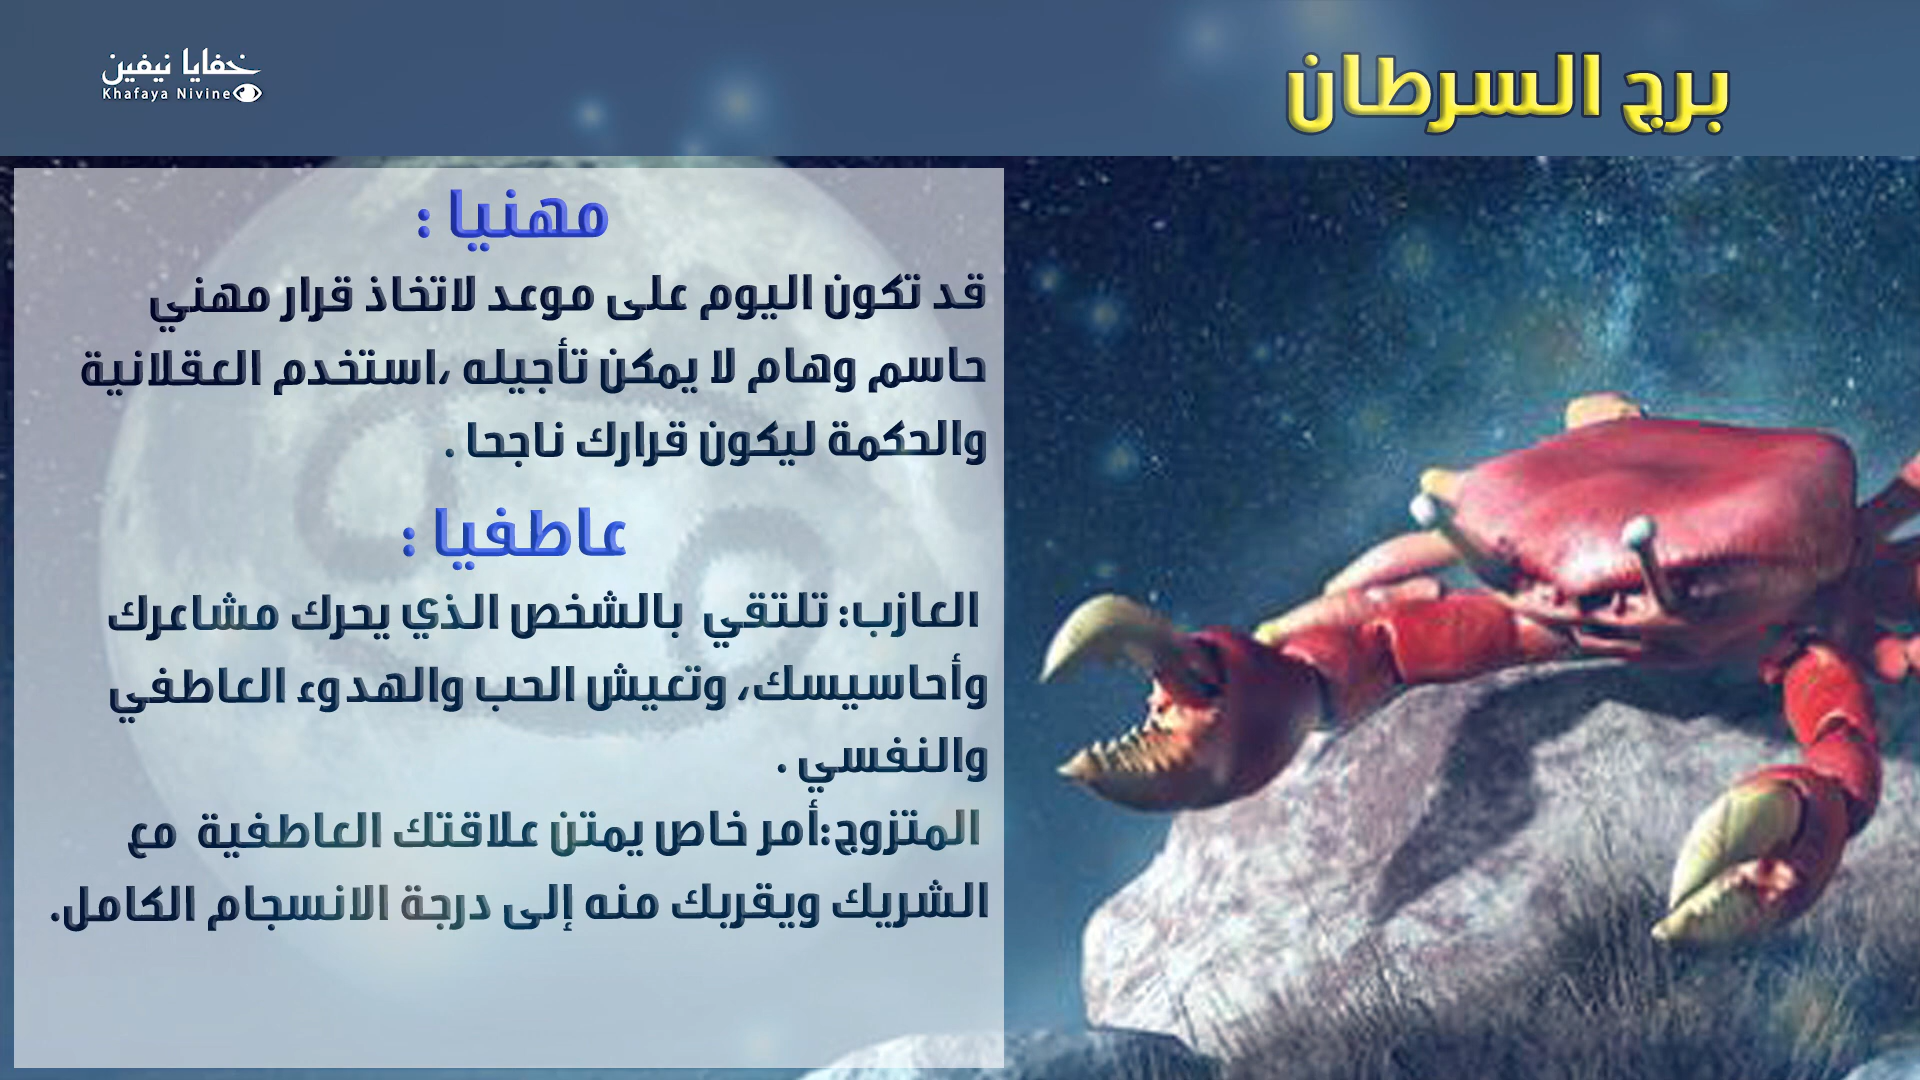 برج السرطان
خفايا نيفين
Khafaya Nivine
مهنيا :
قد تكون اليوم على موعد لاتخاذ قرار مهني
حاسم وهام لا يمكن تأجيله ،استخدم العقلانية
والحكمة ليكون قرارك ناجحا .
عاطفيا :
العازب: تلتقي بالشخص الذي يحرك مشاعرك
وأحاسيسك، وتعيش الحب والهدوء العاطفي
والنفسي .
المتزوج:أمر خاص يمتن علاقتك العاطفية مع
الشريك ويقربك منه إلى درجة الانسجام الكامل.